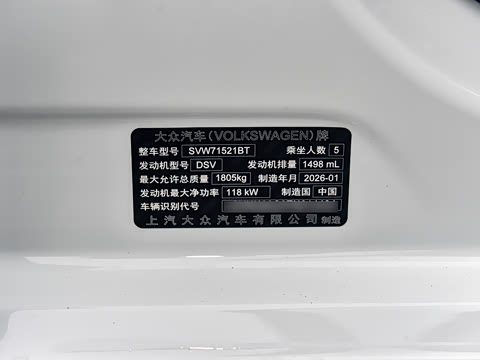 大众汽车(VOLKSWAGEN)牌
整车型号 SVW71521BT 乘坐人数 5
发动机型号 DSV 发动机排量 1498 mL
最大允许总质量 1805kg 制造年月 2026-01
发动机最大净功率 118 kW 制造国 中国
车辆识别代号
上汽大众汽车有限公司 制造